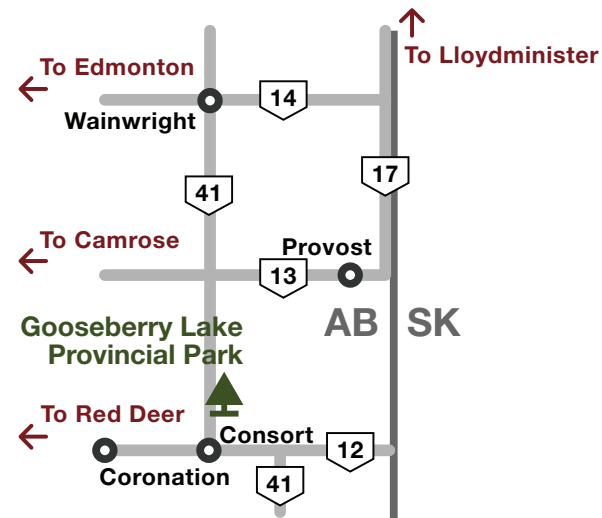 To Lloydminister
To Edmonton
14
Wainwright
17
41
To Camrose
Provost
13
Gooseberry Lake
Provincial Park
AB
SK
To Red Deer
Consort
12
Coronation
41